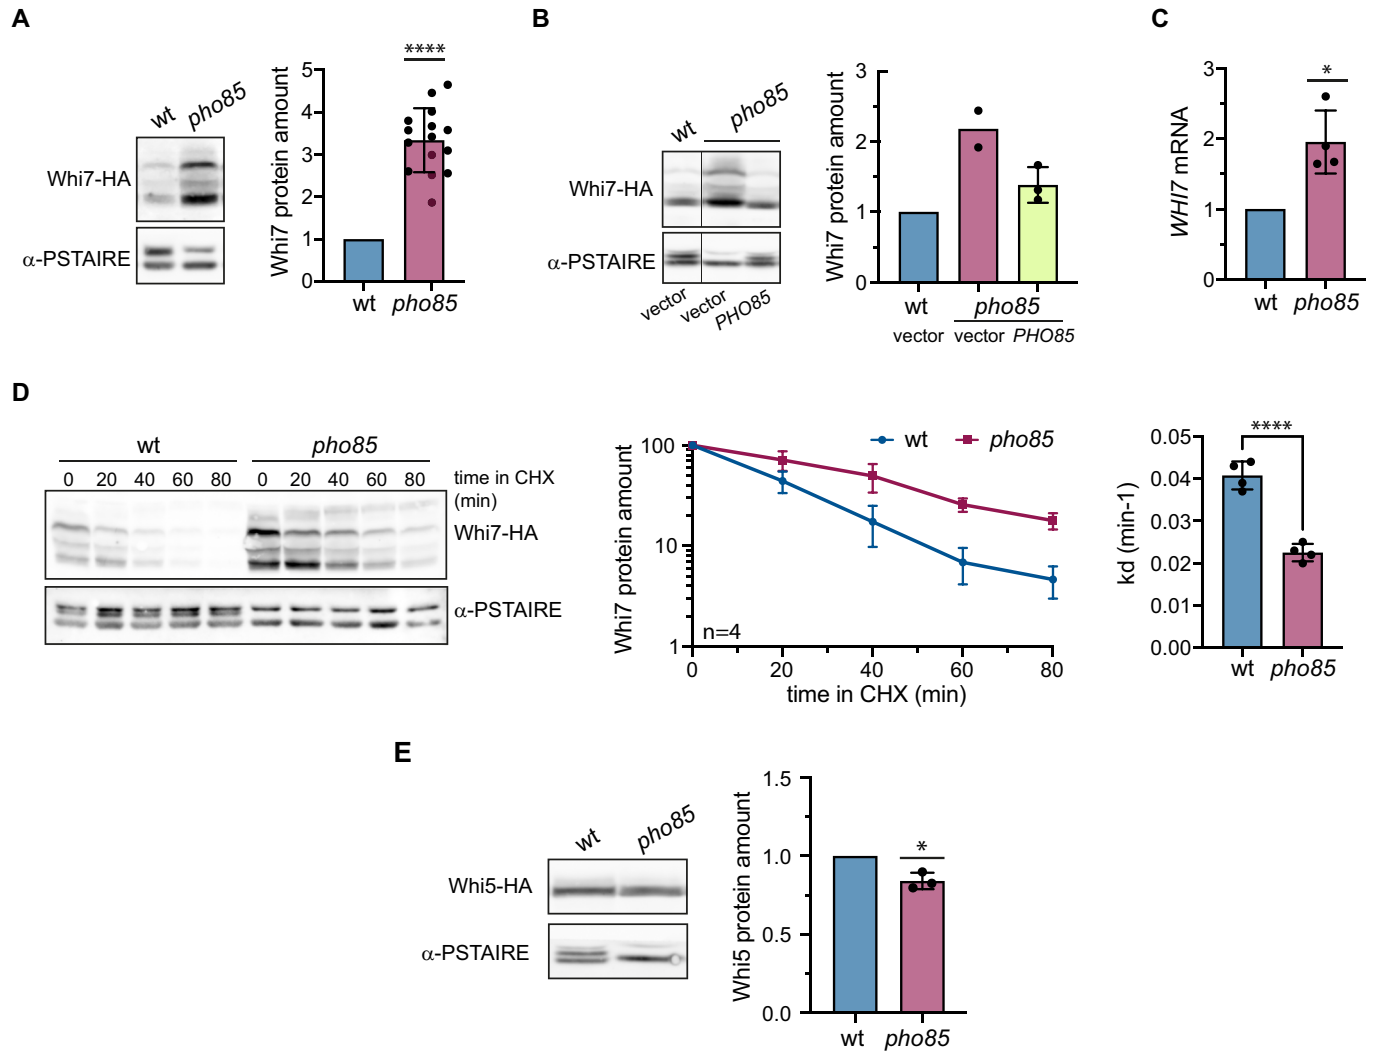 A
wt pho85
Whi7-HA
α-PSTAIRE
Whi7 protein amount
5
4
3
2
1
0
****
wt pho85
B
wt pho85
Whi7-HA
α-PSTAIRE
vector vector PHO85
Whi7 protein amount
3
2
1
0
wt pho85
vector vector PHO85
C
WHI7 mRNA
3
2
1
0
*
wt pho85
D
wt pho85
0 20 40 60 80 0 20 40 60 80 time in CHX
(min)
Whi7-HA
α-PSTAIRE
Whi7 protein amount
100
10
1
wt pho85
n=4
0 20 40 60 80
time in CHX (min)
kd (min-1)
0.05
0.04
0.03
0.02
0.01
0.00
****
wt pho85
E
wt pho85
Whi5-HA
α-PSTAIRE
Whi5 protein amount
1.5
1.0
0.5
0.0
*
wt pho85